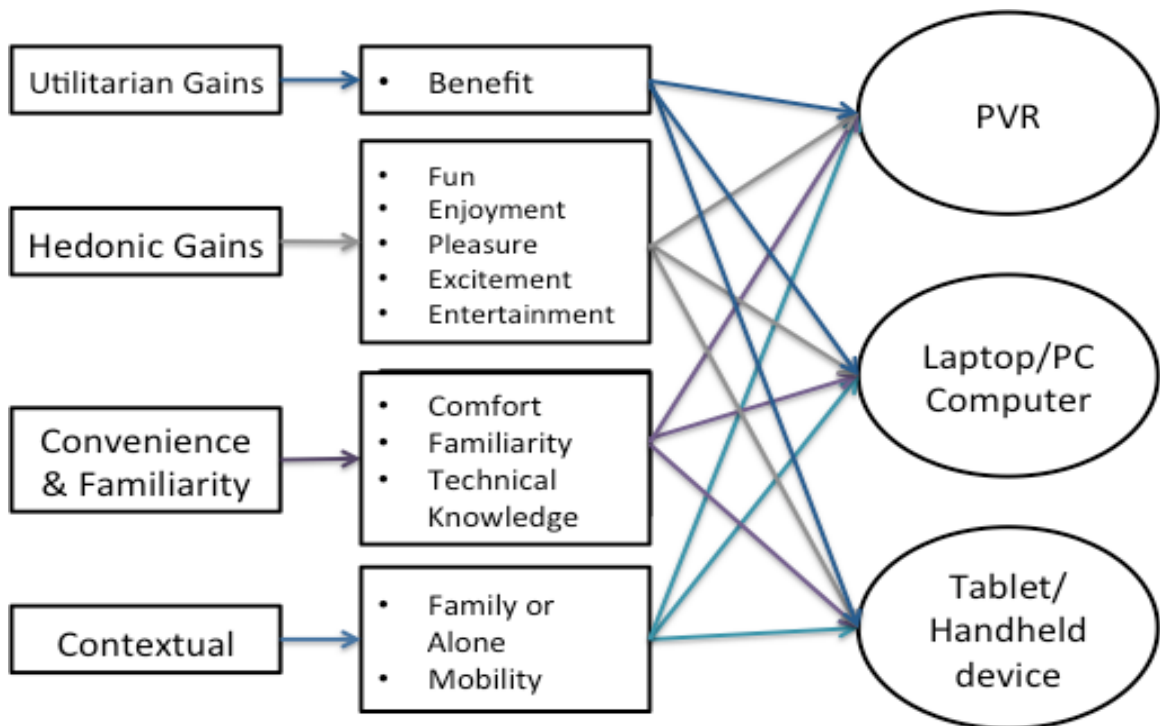 Utilitarian Gains
• Benefit
PVR
Hedonic Gains
• Fun
• Enjoyment
• Pleasure
• Excitement
• Entertainment
Laptop/PC
Computer
Convenience
& Familiarity
• Comfort
• Familiarity
• Technical
Knowledge
Contextual
• Family or
Alone
• Mobility
Tablet/
Handheld
device